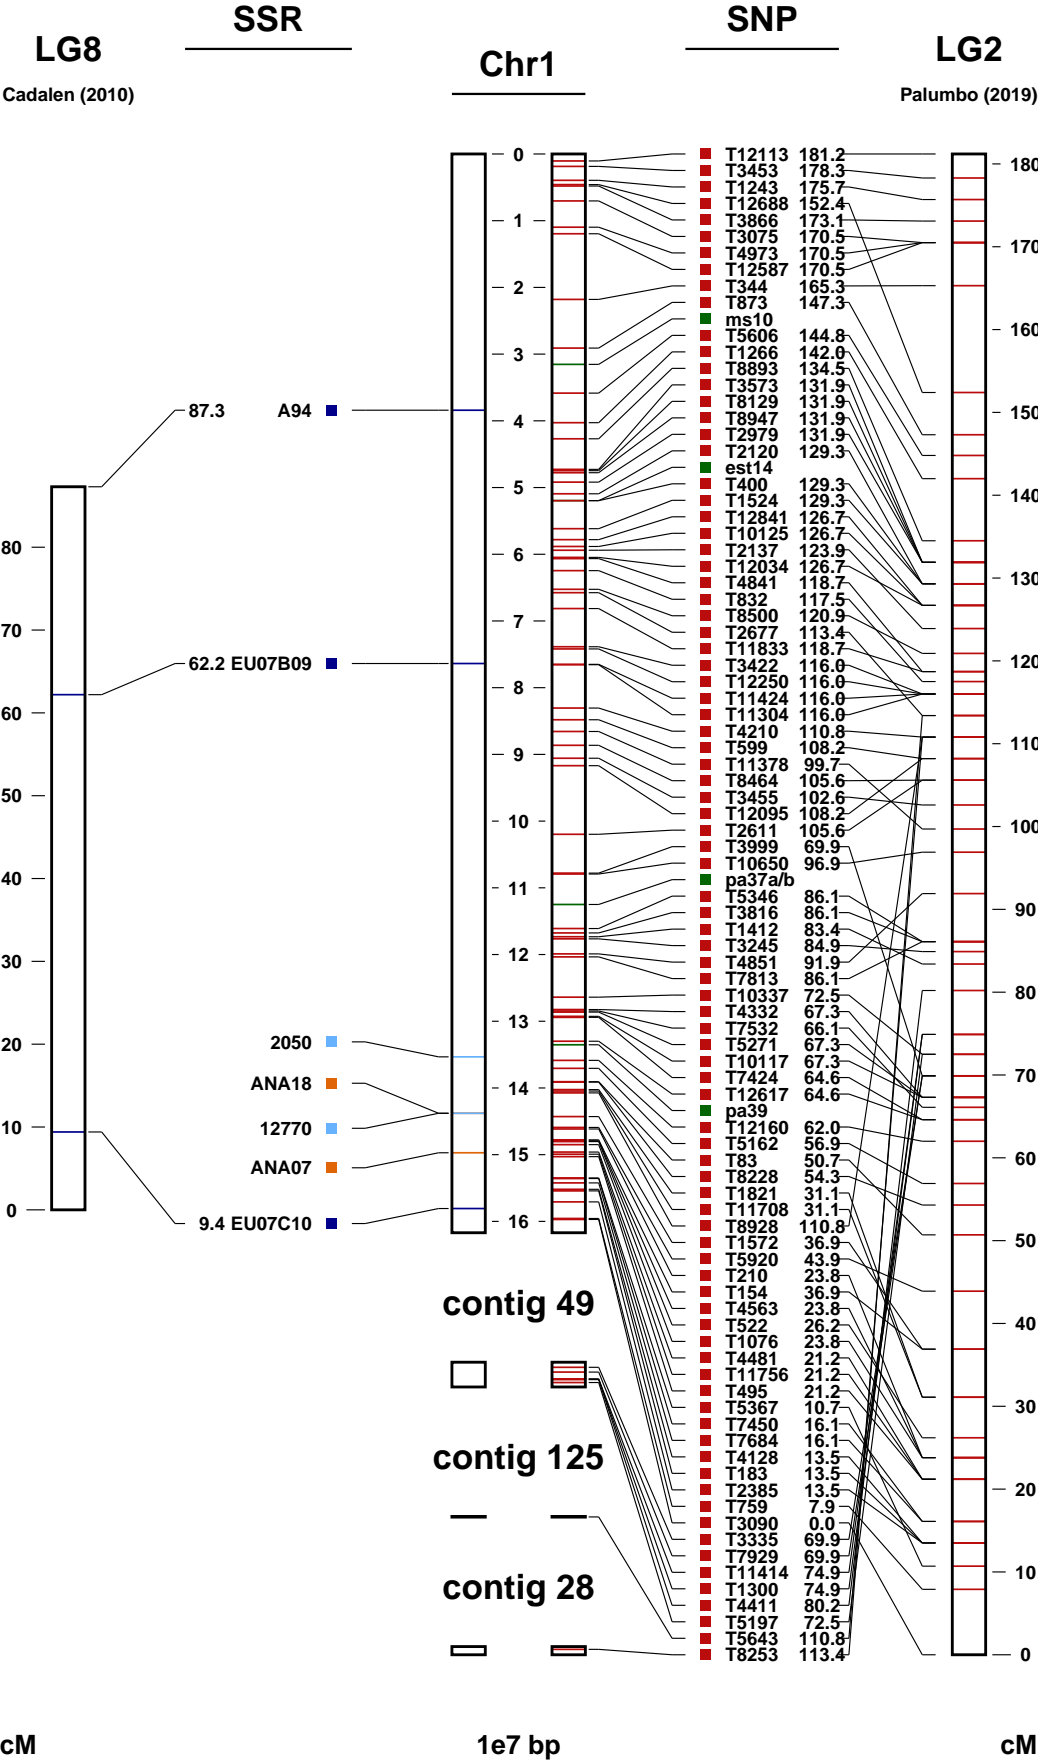 SSR
SNP
LG8
Chr1
LG2
Cadalen (2010)
Palumbo (2019)
87.3 A94
62.2 EU07B09
2050
ANA18
12770
ANA07
9.4 EU07C10
80
70
60
50
40
30
20
10
0
0
1
2
3
4
5
6
7
8
9
10
11
12
13
14
15
16
contig 49
contig 125
contig 28
T12113 181.2
T3453 178.3
T1243 175.7
T12688 152.4
T3866 173.1
T3075 170.5
T4973 170.5
T12587 170.5
T344 165.3
T873 147.3
ms10
T5606 144.8
T1266 142.0
T8893 134.5
T3573 131.9
T8129 131.9
T8947 131.9
T2979 131.9
T2120 129.3
est14
T400 129.3
T1524 129.3
T12841 126.7
T10125 126.7
T2137 123.9
T12034 126.7
T4841 118.7
T832 117.5
T8500 120.9
T2677 113.4
T11833 118.7
T3422 116.0
T12250 116.0
T11424 116.0
T11304 116.0
T4210 110.8
T599 108.2
T11378 99.7
T8464 105.6
T3455 102.6
T12095 108.2
T2611 105.6
T3999 69.9
T10650 96.9
pa37a/b
T5346 86.1
T3816 86.1
T1412 83.4
T3245 84.9
T4851 91.9
T7813 86.1
T10337 72.5
T4332 67.3
T7532 66.1
T5271 67.3
T10117 67.3
T7424 64.6
T12617 64.6
pa39
T12160 62.0
T5162 56.9
T83 50.7
T8228 54.3
T1821 31.1
T11708 31.1
T8928 110.8
T1572 36.9
T5920 43.9
T210 23.8
T154 36.9
T4563 23.8
T522 26.2
T1076 23.8
T4481 21.2
T11756 21.2
T495 21.2
T5367 10.7
T7450 16.1
T7684 16.1
T4128 13.5
T183 13.5
T2385 13.5
T759 7.9
T3090 0.0
T3335 69.9
T7929 69.9
T11414 74.9
T1300 74.9
T4411 80.2
T5197 72.5
T5643 110.8
T8253 113.4
180
170
160
150
140
130
120
110
100
90
80
70
60
50
40
30
20
10
0
cM
1e7 bp
cM